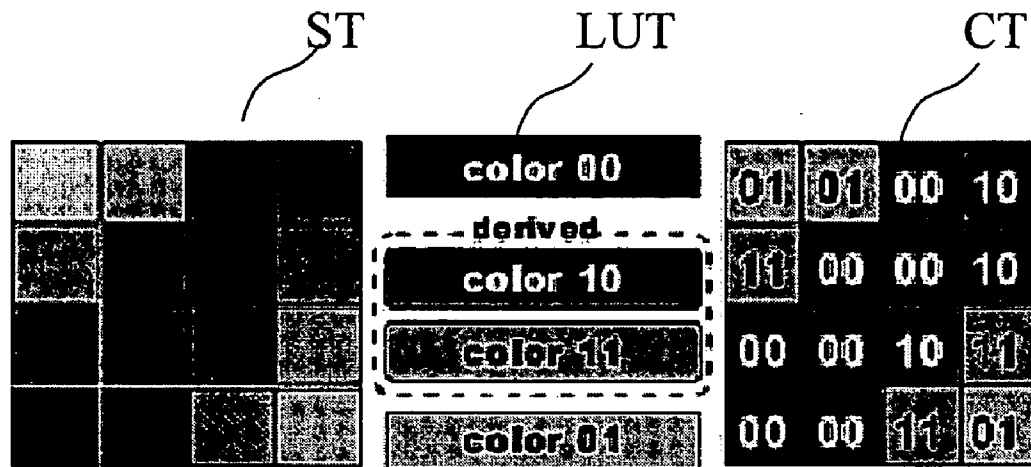 ST LUT CT
color 00
derived
color 10
color 11
color 01
01 01 00 10
11 00 00 10
00 00 10 11
00 00 11 01